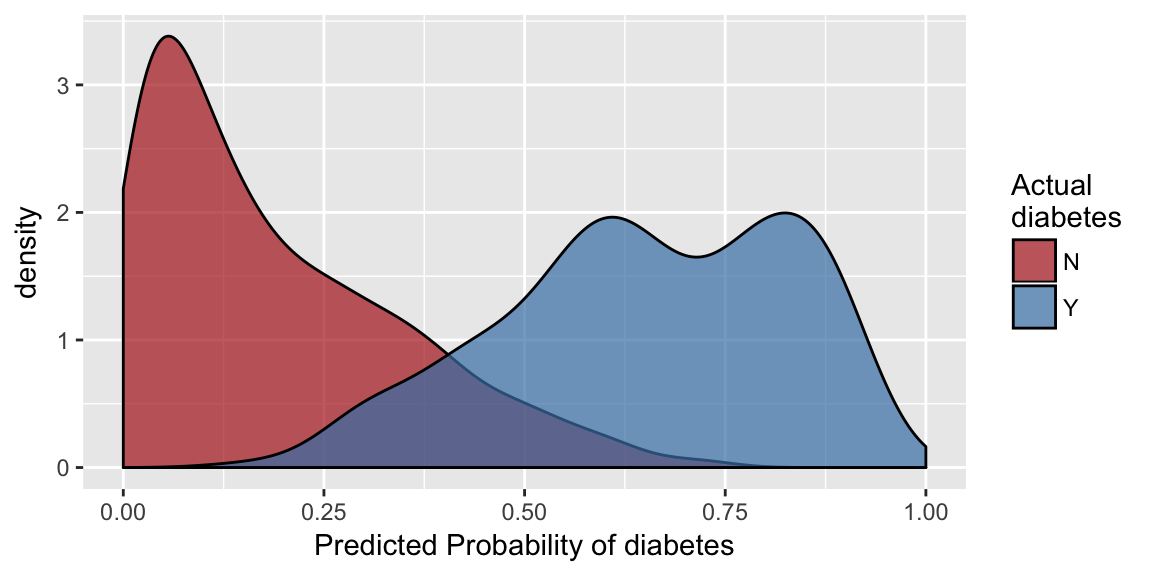 3
2
1
0
density
0.00 0.25 0.50 0.75 1.00
Predicted Probability of diabetes
Actual
diabetes
N
Y